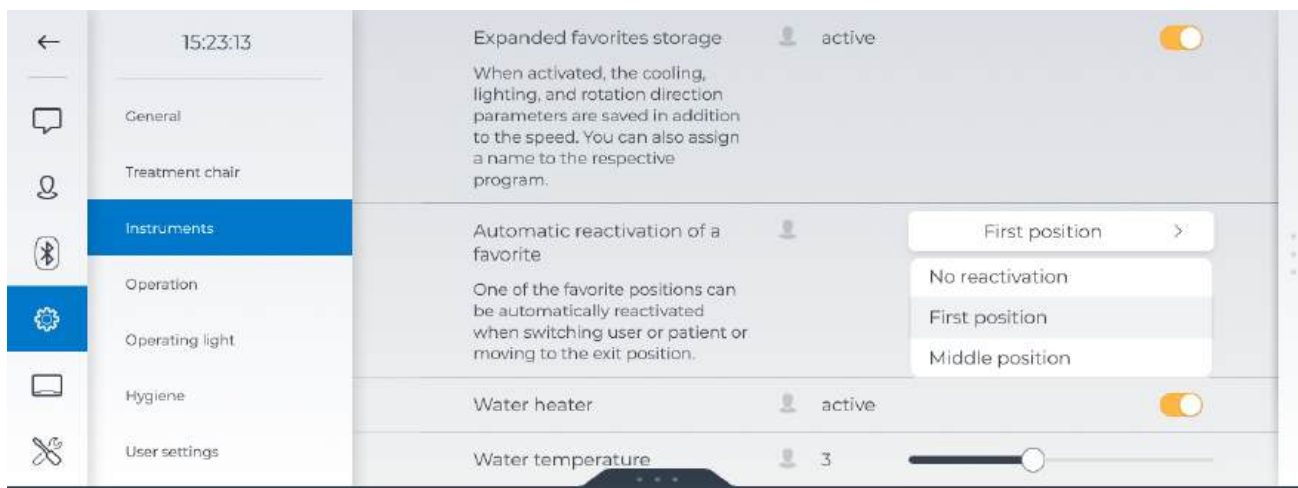 15:23:13
General
Treatment chair
Instruments
Operation
Operating light
Hygiene
User settings
Expanded favorites storage
active
When activated, the cooling,
lighting, and rotation direction
parameters are saved in addition
to the speed. You can also assign
a name to the respective
program.
Automatic reactivation of a
favorite
First position
One of the favorite positions can
be automatically reactivated
when switching user or patient or
moving to the exit position.
No reactivation
First position
Middle position
Water heater
active
Water temperature
3